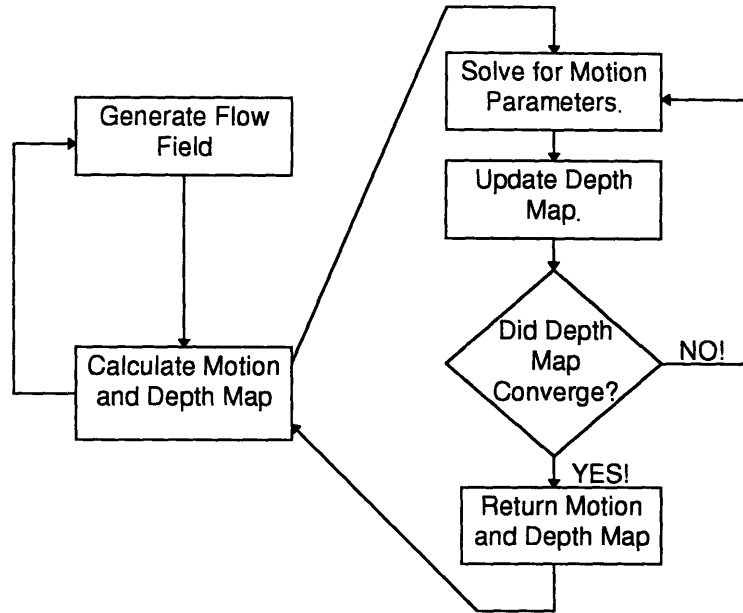 Generate Flow
Field
Calculate Motion
and Depth Map
Solve for Motion
Parameters.
Update Depth
Map.
Did Depth
Map
Converge?
NO!
YES!
Return Motion
and Depth Map